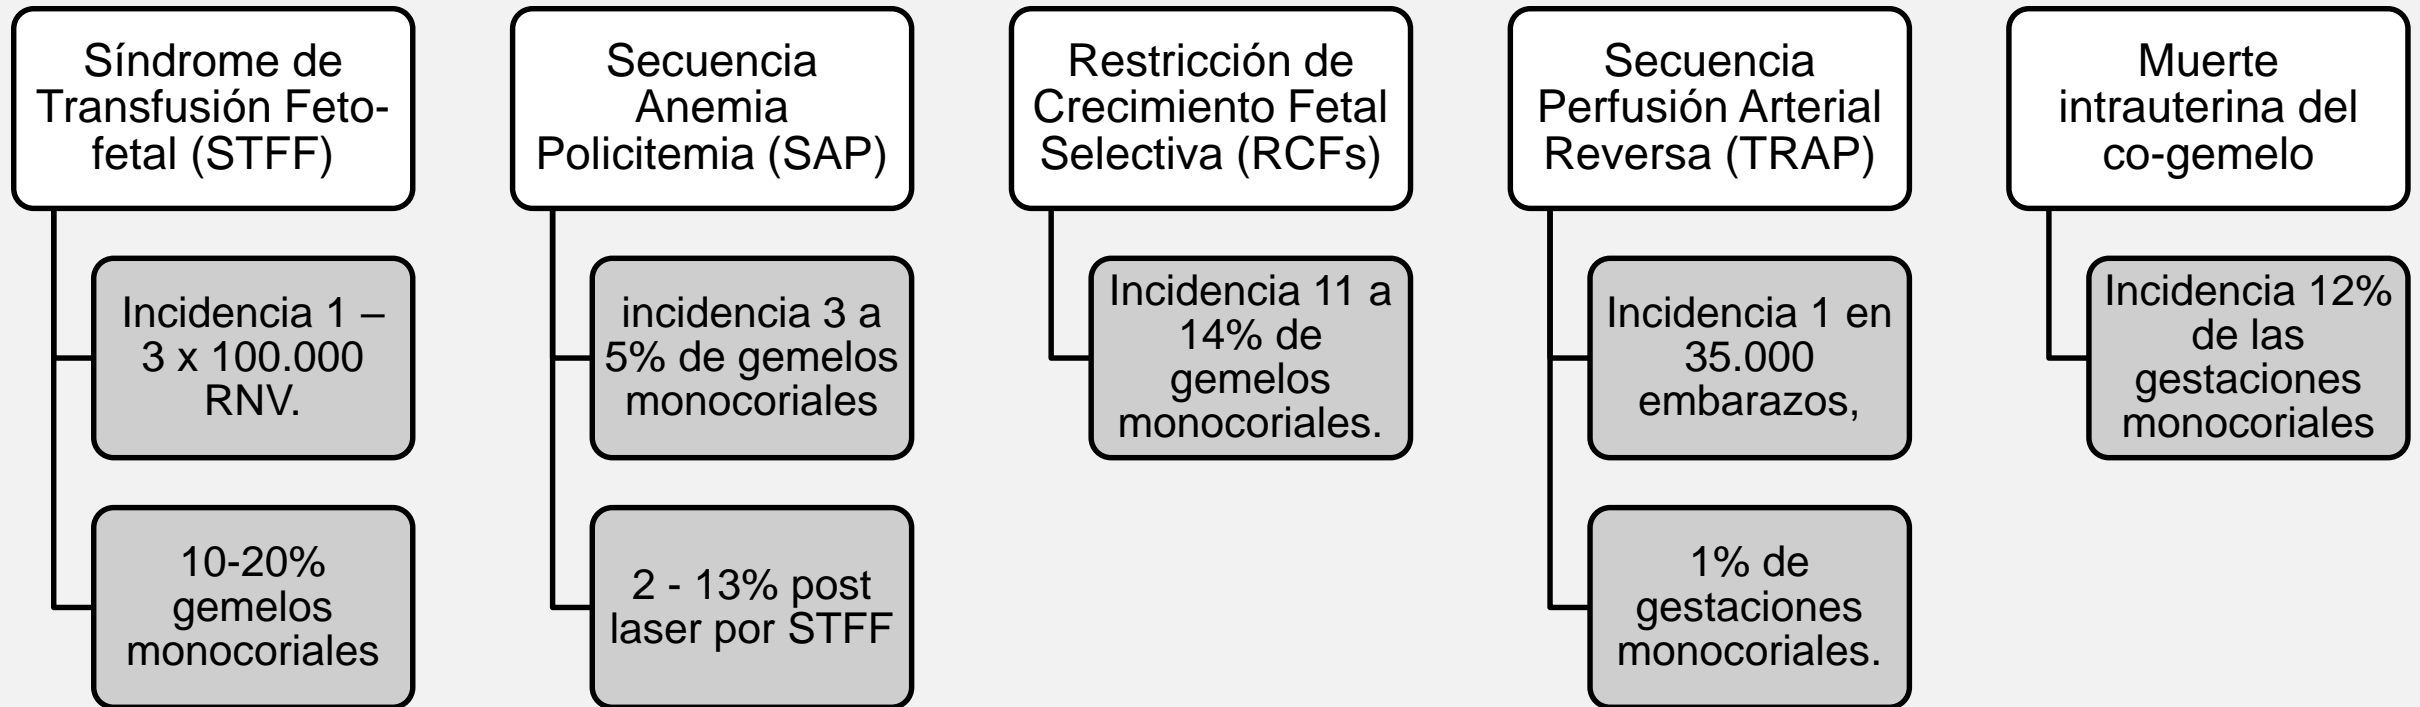 Síndrome de
Transfusión Feto-
fetal (STFF)
Incidencia 1 –
3 x 100.000
RNV.
10-20%
gemelos
monocoriales
Secuencia
Anemia
Policitemia (SAP)
incidencia 3 a
5% de gemelos
monocoriales
2 - 13% post
laser por STFF
Restricción de
Crecimiento Fetal
Selectiva (RCFs)
Incidencia 11 a
14% de
gemelos
monocoriales.
Secuencia
Perfusión Arterial
Reversa (TRAP)
Incidencia 1 en
35.000
embarazos,
1% de
gestaciones
monocoriales.
Muerte
intrauterina del
co-gemelo
Incidencia 12%
de las
gestaciones
monocoriales